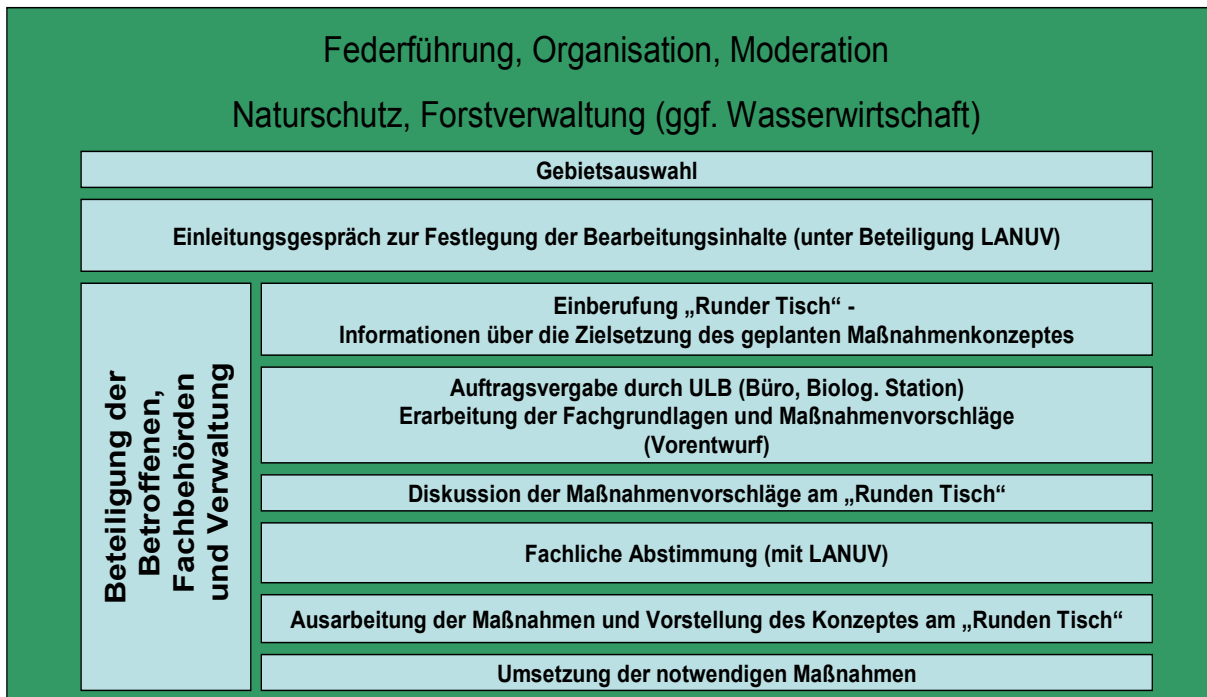 Federführung, Organisation, Moderation
Naturschutz, Forstverwaltung (ggf. Wasserwirtschaft)
Gebietsauswahl
Einleitungsgespräch zur Festlegung der Bearbeitungsinhalte (unter Beteiligung LANUV)
Beteiligung der
Betroffenen,
Fachbehörden
und Verwaltung
Einberufung „Runder Tisch“ -
Informationen über die Zielsetzung des geplanten Maßnahmenkonzeptes
Auftragsvergabe durch ULB (Büro, Biolog. Station)
Erarbeitung der Fachgrundlagen und Maßnahmenvorschläge
(Vorentwurf)
Diskussion der Maßnahmenvorschläge am „Runden Tisch“
Fachliche Abstimmung (mit LANUV)
Ausarbeitung der Maßnahmen und Vorstellung des Konzeptes am „Runden Tisch“
Umsetzung der notwendigen Maßnahmen